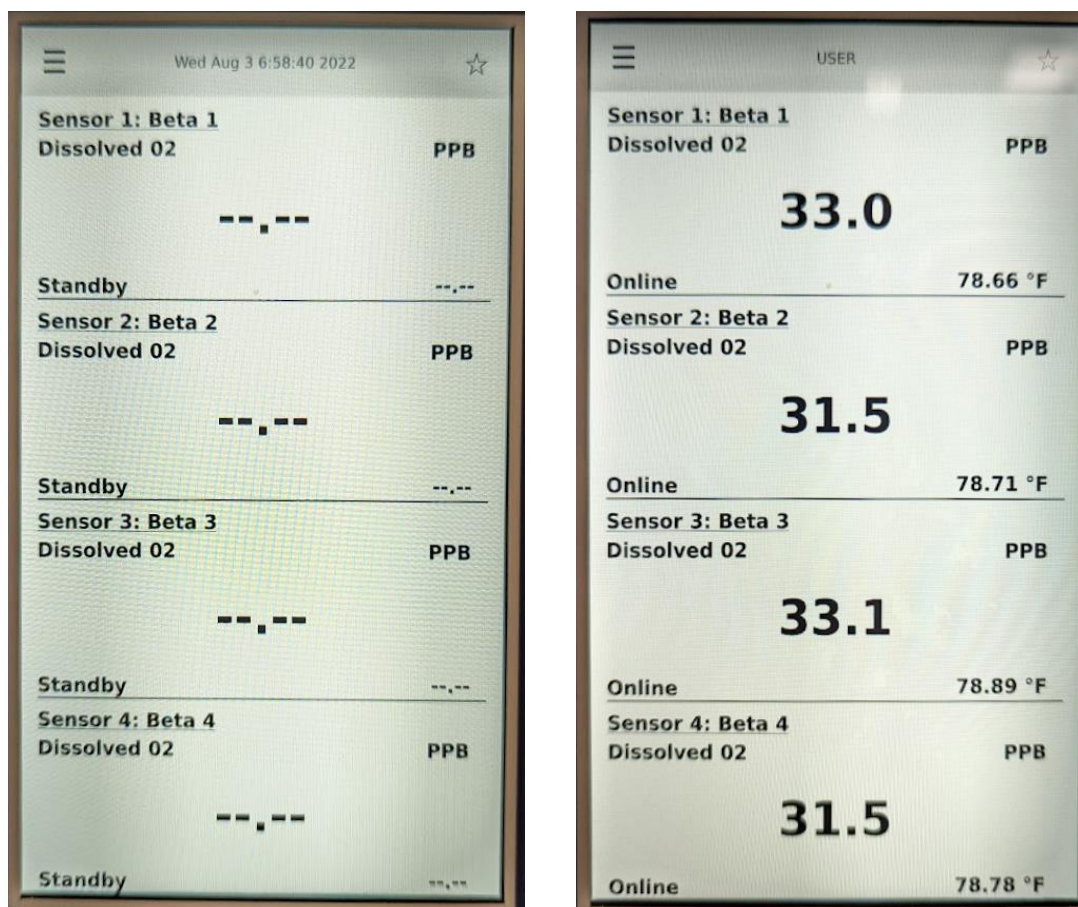 ☰ Wed Aug 3 6:58:40 2022 ☆
Sensor 1: Beta 1
Dissolved 02 PPB
--.--
Standby --.--
Sensor 2: Beta 2
Dissolved 02 PPB
--.--
Standby --.--
Sensor 3: Beta 3
Dissolved 02 PPB
--.--
Standby --.--
Sensor 4: Beta 4
Dissolved 02 PPB
--.--
Standby --.--
☰ USER ☆
Sensor 1: Beta 1
Dissolved 02 PPB
33.0
Online 78.66 °F
Sensor 2: Beta 2
Dissolved 02 PPB
31.5
Online 78.71 °F
Sensor 3: Beta 3
Dissolved 02 PPB
33.1
Online 78.89 °F
Sensor 4: Beta 4
Dissolved 02 PPB
31.5
Online 78.78 °F